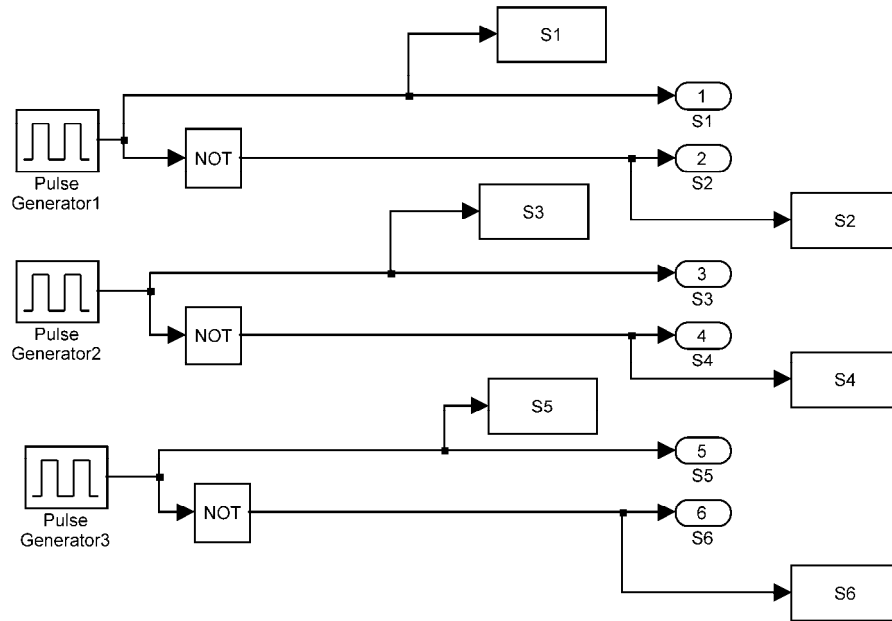 S1
1
S1
NOT
2
S2
Pulse
Generator1
S2
S3
3
S3
Pulse
Generator2
NOT
4
S4
S4
S5
5
S5
Pulse
Generator3
NOT
6
S6
S6